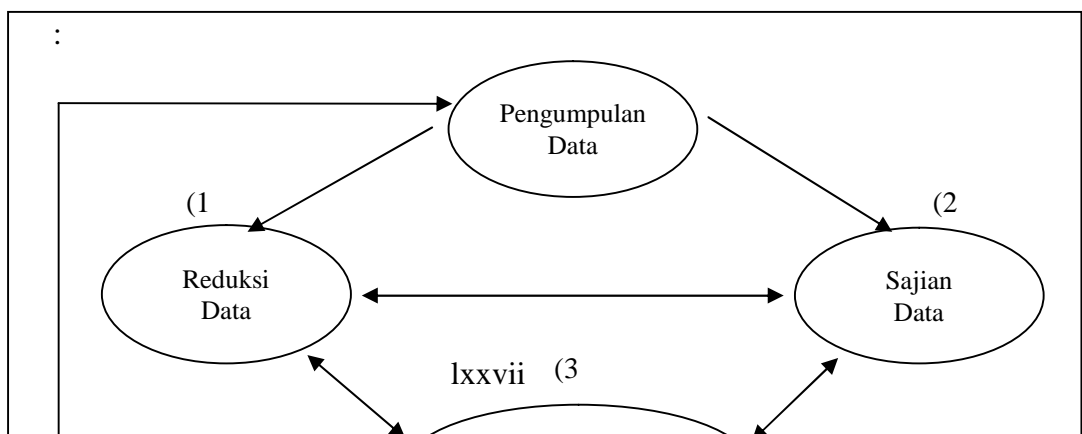 :
Pengumpulan
Data
(1
(2
Reduksi
Data
Sajian
Data
lxxvii (3